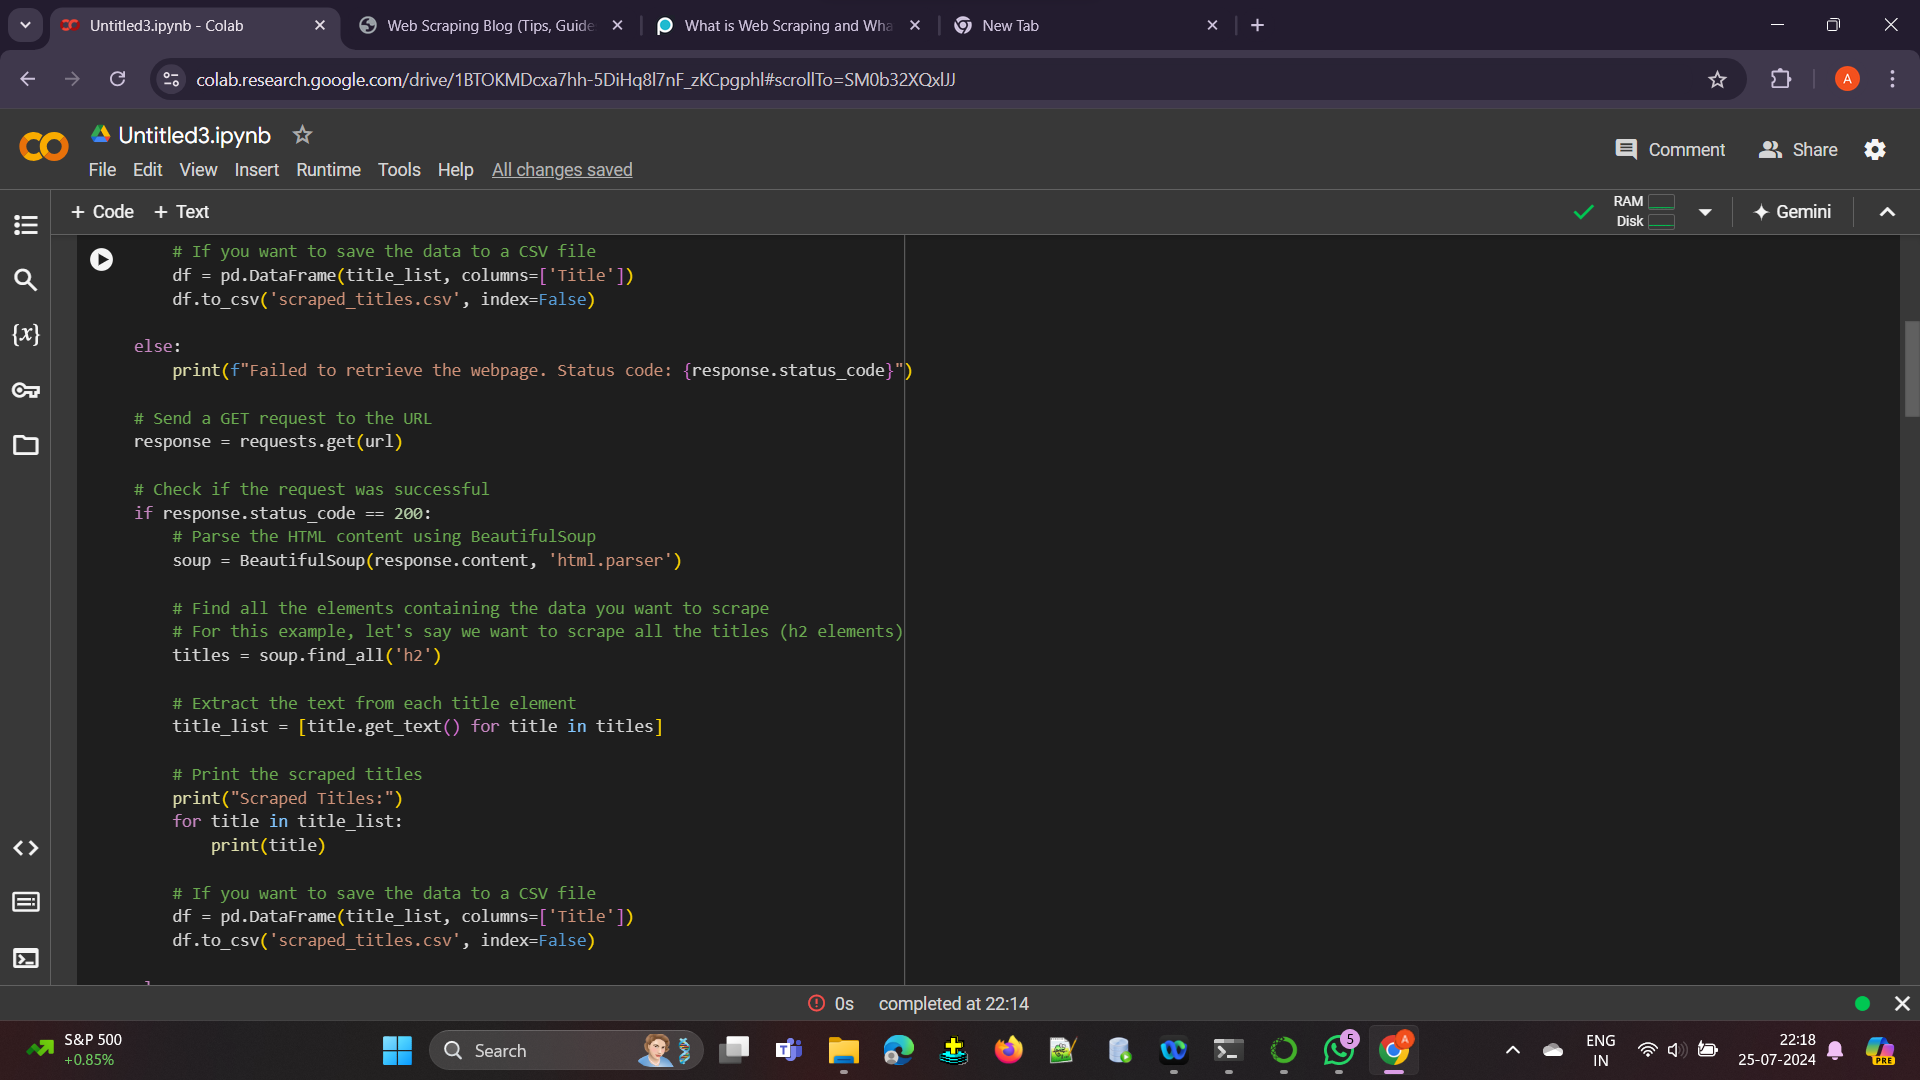 Untitled3.ipynb - Colab
Web Scraping Blog (Tips, Guide
What is Web Scraping and Wha
New Tab
colab.research.google.com/drive/1BTOKMDcxa7hh-5DiHq8l7nF_zKCpgphl#scrollTo=SM0b32XQxlJJ
A
Untitled3.ipynb
Comment
Share
File Edit View Insert Runtime Tools Help All changes saved
+ Code + Text
RAM
Disk
Gemini
# If you want to save the data to a CSV file
df = pd.DataFrame(title_list, columns=['Title'])
df.to_csv('scraped_titles.csv', index=False)
else:
print(f"Failed to retrieve the webpage. Status code: {response.status_code}")
# Send a GET request to the URL
response = requests.get(url)
# Check if the request was successful
if response.status_code == 200:
# Parse the HTML content using BeautifulSoup
soup = BeautifulSoup(response.content, 'html.parser')
# Find all the elements containing the data you want to scrape
# For this example, let's say we want to scrape all the titles (h2 elements)
titles = soup.find_all('h2')
# Extract the text from each title element
title_list = [title.get_text() for title in titles]
# Print the scraped titles
print("Scraped Titles:")
for title in title_list:
print(title)
# If you want to save the data to a CSV file
df = pd.DataFrame(title_list, columns=['Title'])
df.to_csv('scraped_titles.csv', index=False)
{x}
0s completed at 22:14
S&P 500
+0.85%
Search
5
A
ENG
IN
22:18
25-07-2024
PRE